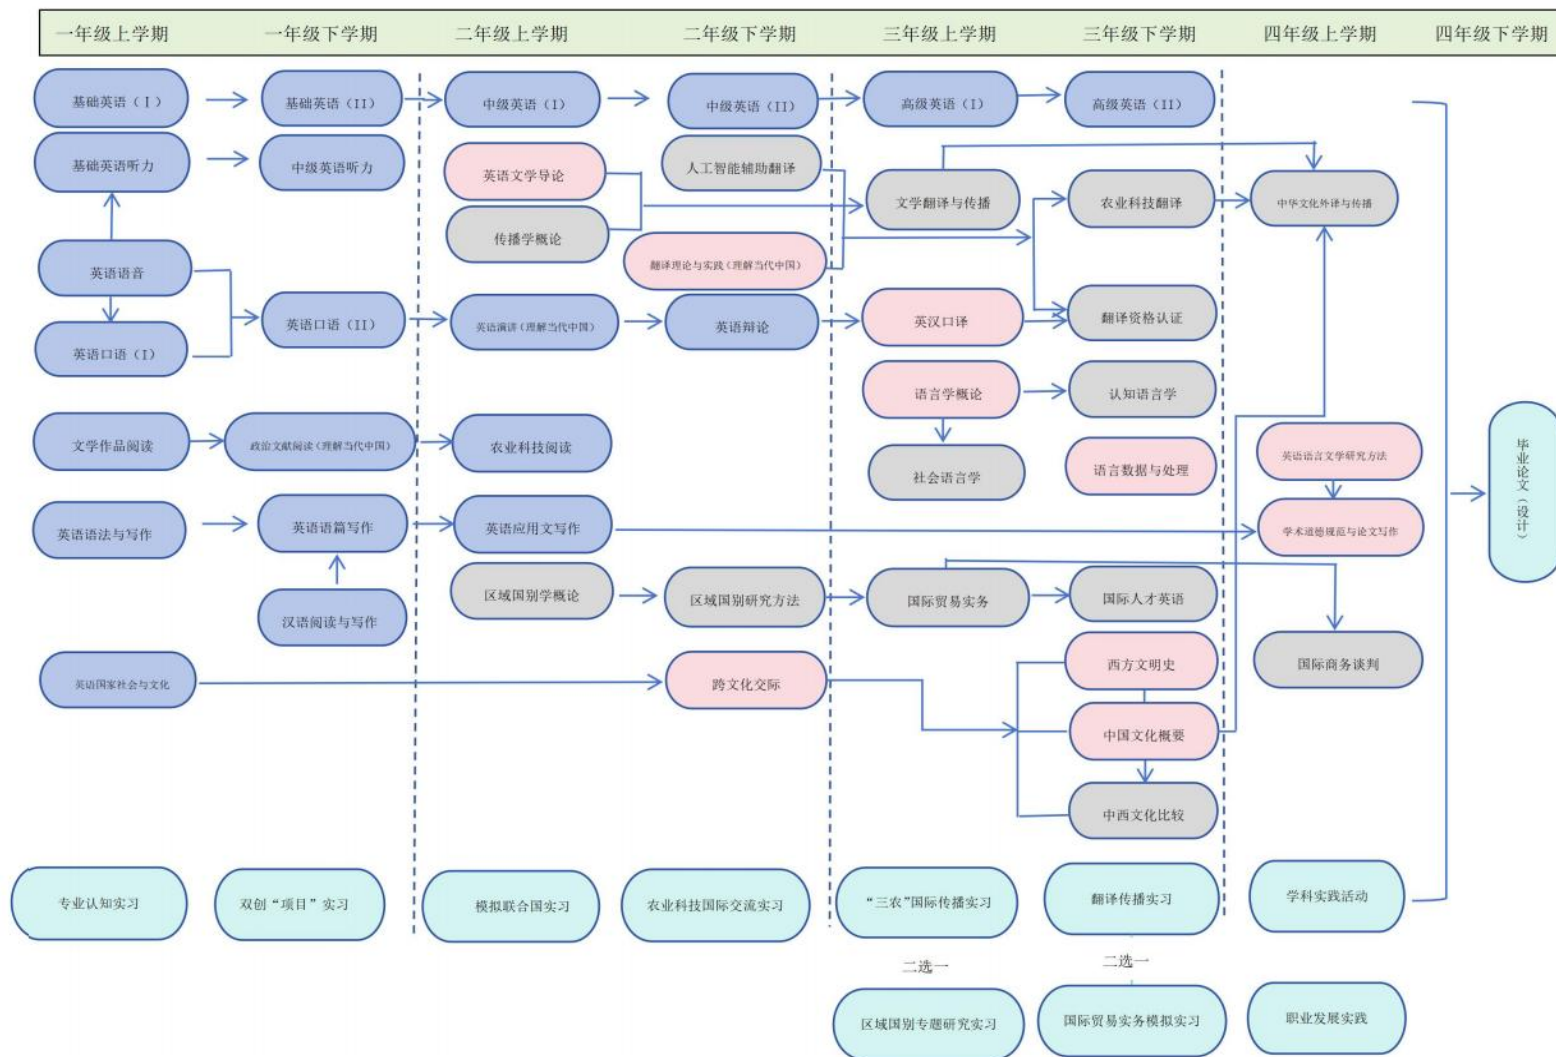 一年级上学期 一年级下学期 二年级上学期 二年级下学期 三年级上学期 三年级下学期 四年级上学期 四年级下学期
基础英语（I） 基础英语（II） 中级英语（I） 中级英语（II） 高级英语（I） 高级英语（II）
基础英语听力 中级英语听力 英语文学导论 人工智能辅助翻译
文学翻译与传播 农业科技翻译 中华文化外译与传播
传播学概论
英语语音 翻译理论与实践（理解当代中国）
英语口语（II） 英语演讲（理解当代中国） 英语辩论 英汉口译 翻译资格认证
英语口语（I）
语言学概论 认知语言学
文学作品阅读 政治文献阅读（理解当代中国） 农业科技阅读 英语语言文学研究方法
社会语言学 语言数据与处理
毕业论文（设计）
英语语法与写作 英语语篇写作 英语应用文写作 学术道德规范与论文写作
区域国别学概论 区域国别研究方法 国际贸易实务 国际人才英语
汉语阅读与写作
英语国家社会与文化 跨文化交际 西方文明史 国际商务谈判
中国文化概要
中西文化比较
专业认知实习 双创“项目”实习 模拟联合国实习 农业科技国际交流实习 “三农”国际传播实习 翻译传播实习 学科实践活动
二选一 二选一
区域国别专题研究实习 国际贸易实务模拟实习 职业发展实践